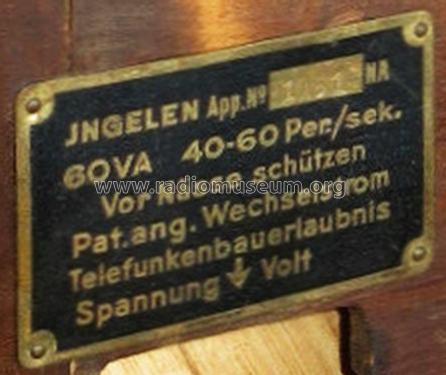 JNGELEN App.No NA
60VA 40-60 Per./sek.
Vor Nässe schützen
www.radiomuseum.org
Pat.ang. Wechselstrom
Telefunkenbauerlaubnis
Spannung ↓ Volt